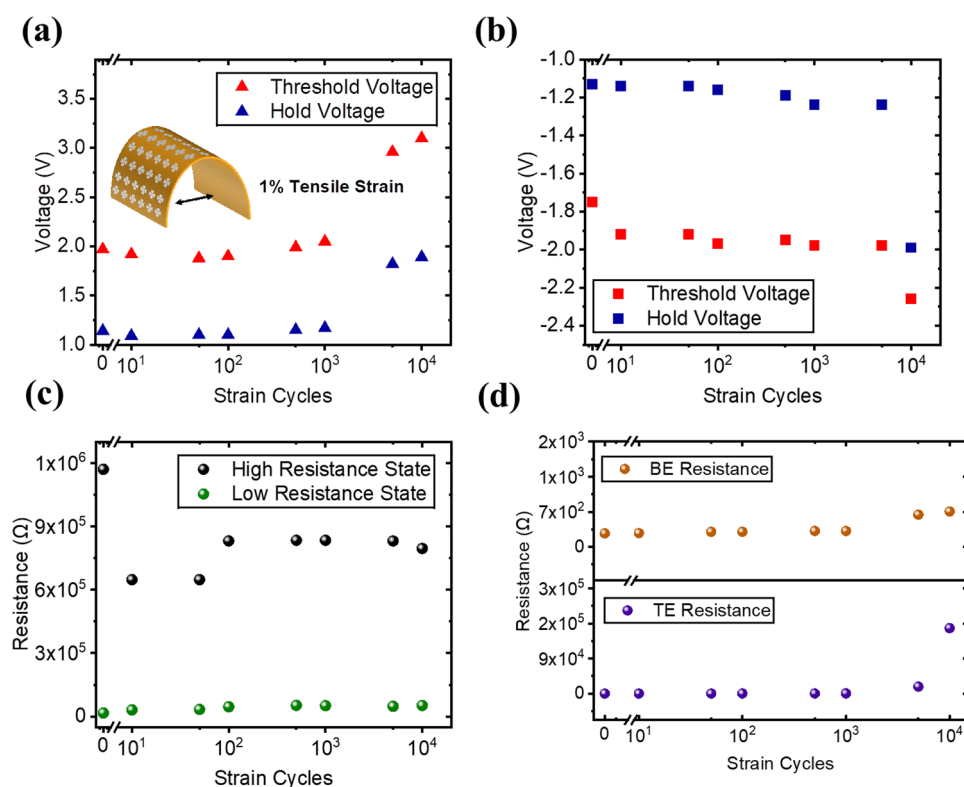 (a)
Voltage (V)
3.5
3.0
2.5
2.0
1.5
1.0
Threshold Voltage
Hold Voltage
1% Tensile Strain
0 10¹ 10² 10³ 10⁴
Strain Cycles
(b)
Voltage (V)
-1.0
-1.2
-1.4
-1.6
-1.8
-2.0
-2.2
-2.4
Threshold Voltage
Hold Voltage
0 10¹ 10² 10³ 10⁴
Strain Cycles
(c)
Resistance (Ω)
1x10⁶
9x10⁵
6x10⁵
3x10⁵
0
High Resistance State
Low Resistance State
0 10¹ 10² 10³ 10⁴
Strain Cycles
(d)
Resistance (Ω)
2x10³
1x10³
7x10²
0
BE Resistance
3x10⁵
2x10⁵
9x10⁴
0
TE Resistance
0 10¹ 10² 10³ 10⁴
Strain Cycles